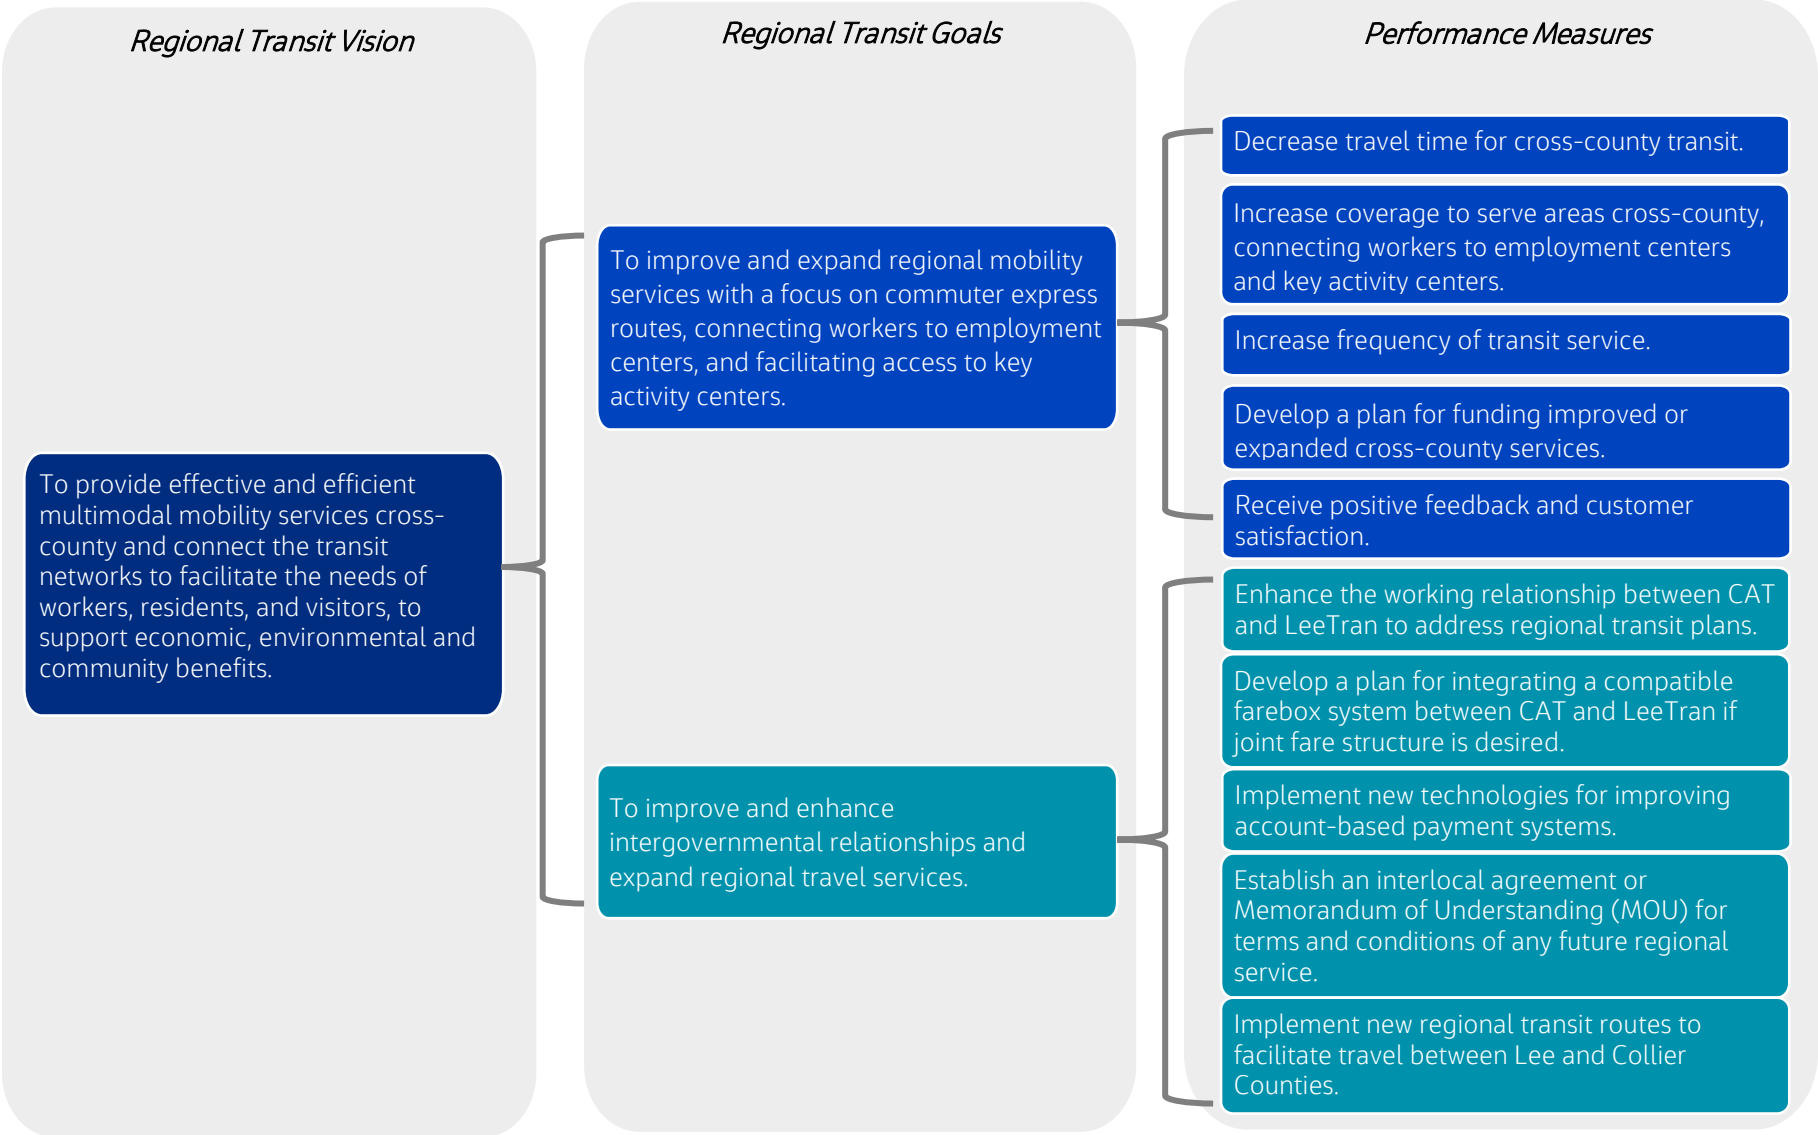 Regional Transit Vision
To provide effective and efficient
multimodal mobility services cross-
county and connect the transit
networks to facilitate the needs of
workers, residents, and visitors, to
support economic, environmental and
community benefits.
Regional Transit Goals
To improve and expand regional mobility
services with a focus on commuter express
routes, connecting workers to employment
centers, and facilitating access to key
activity centers.
To improve and enhance
intergovernmental relationships and
expand regional travel services.
Performance Measures
Decrease travel time for cross-county transit.
Increase coverage to serve areas cross-county,
connecting workers to employment centers
and key activity centers.
Increase frequency of transit service.
Develop a plan for funding improved or
expanded cross-county services.
Receive positive feedback and customer
satisfaction.
Enhance the working relationship between CAT
and LeeTran to address regional transit plans.
Develop a plan for integrating a compatible
farebox system between CAT and LeeTran if
joint fare structure is desired.
Implement new technologies for improving
account-based payment systems.
Establish an interlocal agreement or
Memorandum of Understanding (MOU) for
terms and conditions of any future regional
service.
Implement new regional transit routes to
facilitate travel between Lee and Collier
Counties.